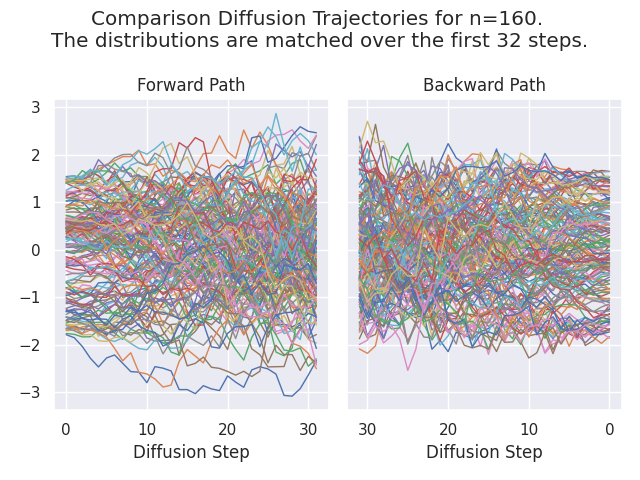 Comparison Diffusion Trajectories for n=160.
The distributions are matched over the first 32 steps.
Forward Path
Backward Path
3
2
1
0
−1
−2
−3
0 10 20 30
30 20 10 0
Diffusion Step
Diffusion Step